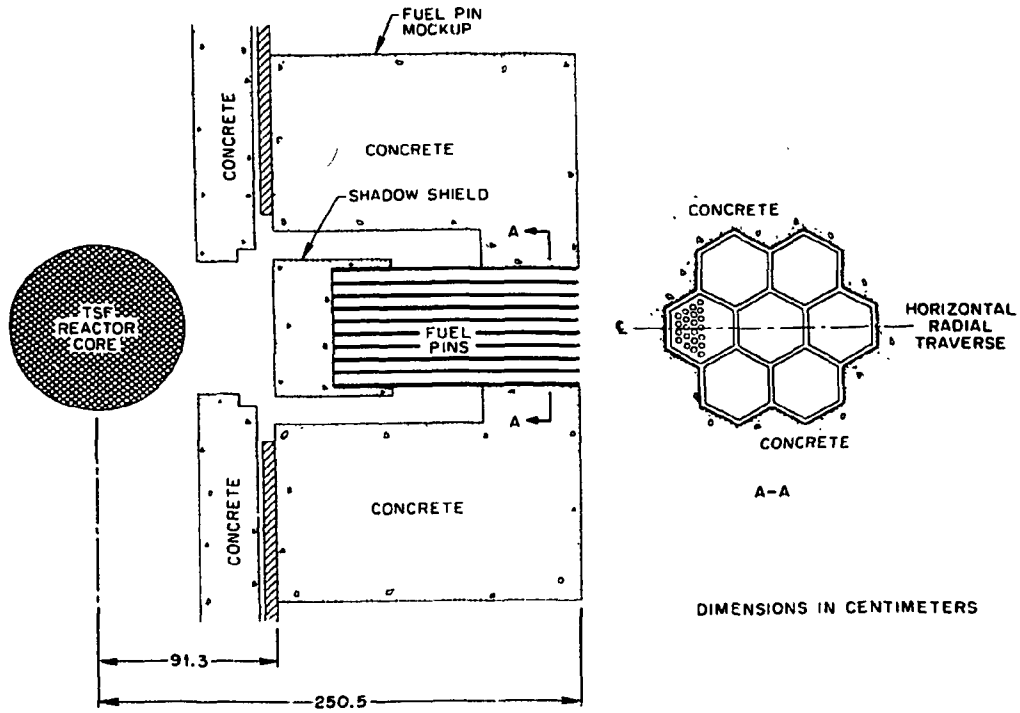 FUEL PIN
MOCKUP
CONCRETE
CONCRETE
SHADOW SHIELD
A
TSF
REACTOR
CORE
FUEL
PINS
A
CONCRETE
CONCRETE
91.3
250.5
CONCRETE
℄
HORIZONTAL
RADIAL
TRAVERSE
CONCRETE
A-A
DIMENSIONS IN CENTIMETERS